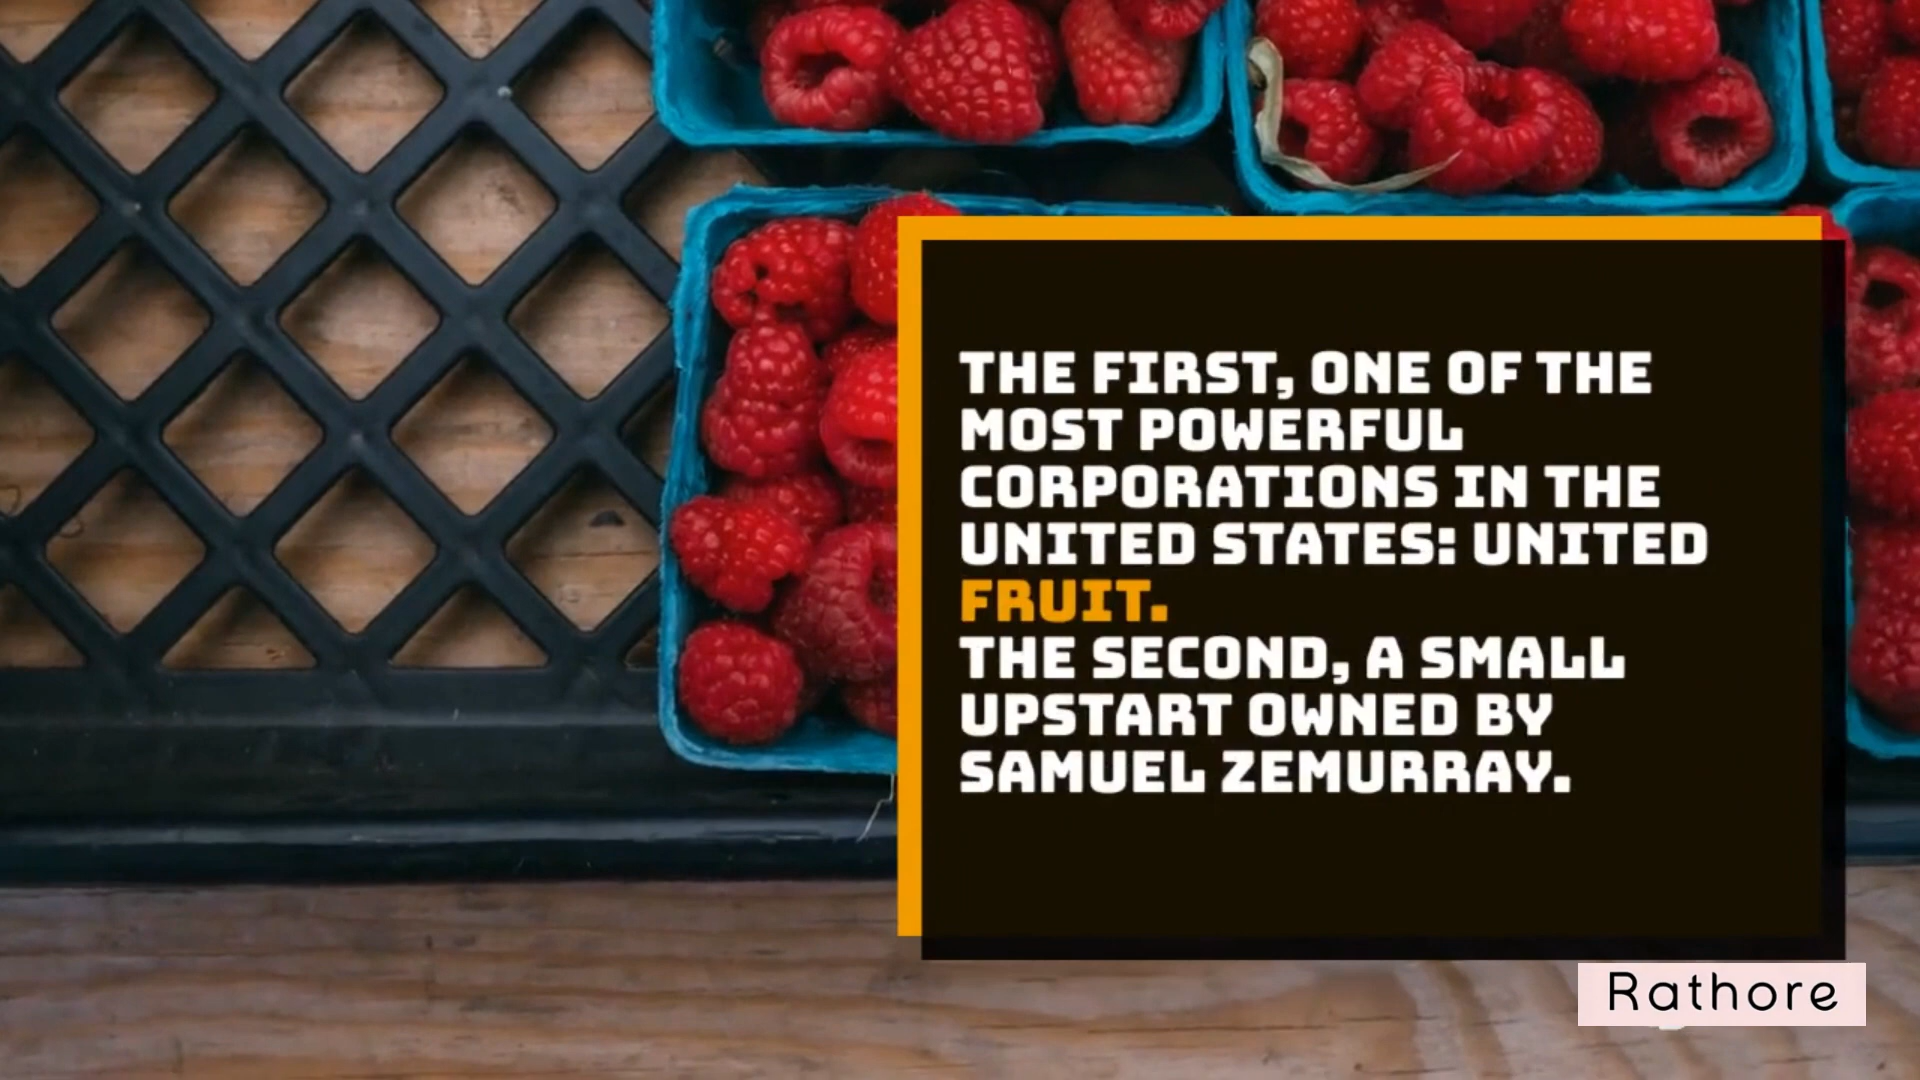 THE FIRST, ONE OF THE
MOST POWERFUL
CORPORATIONS IN THE
UNITED STATES: UNITED
FRUIT.
THE SECOND, A SMALL
UPSTART OWNED BY
SAMUEL ZEMURRAY.
Rathore